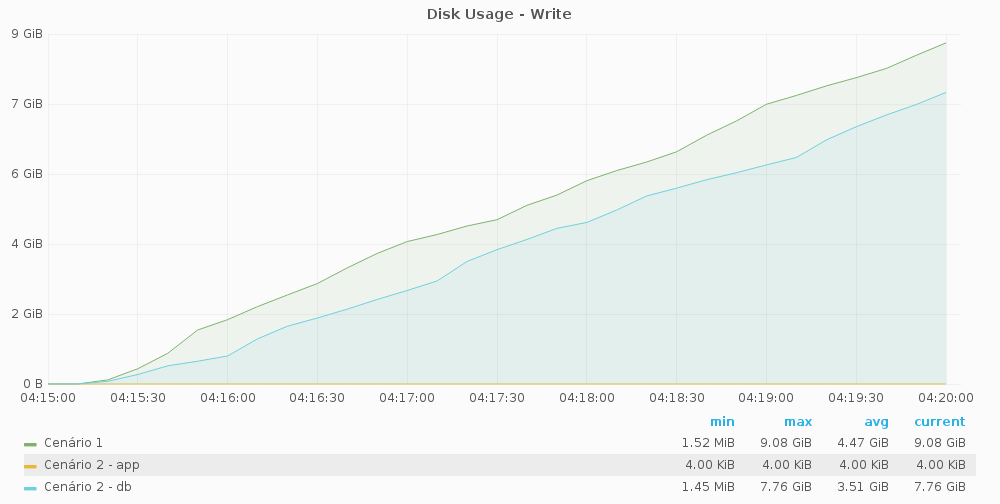 Disk Usage - Write
9 GiB
7 GiB
6 GiB
4 GiB
2 GiB
0 B
04:15:00 04:15:30 04:16:00 04:16:30 04:17:00 04:17:30 04:18:00 04:18:30 04:19:00 04:19:30 04:20:00
min max avg current
Cenário 1 1.52 MiB 9.08 GiB 4.47 GiB 9.08 GiB
Cenário 2 - app 4.00 KiB 4.00 KiB 4.00 KiB 4.00 KiB
Cenário 2 - db 1.45 MiB 7.76 GiB 3.51 GiB 7.76 GiB